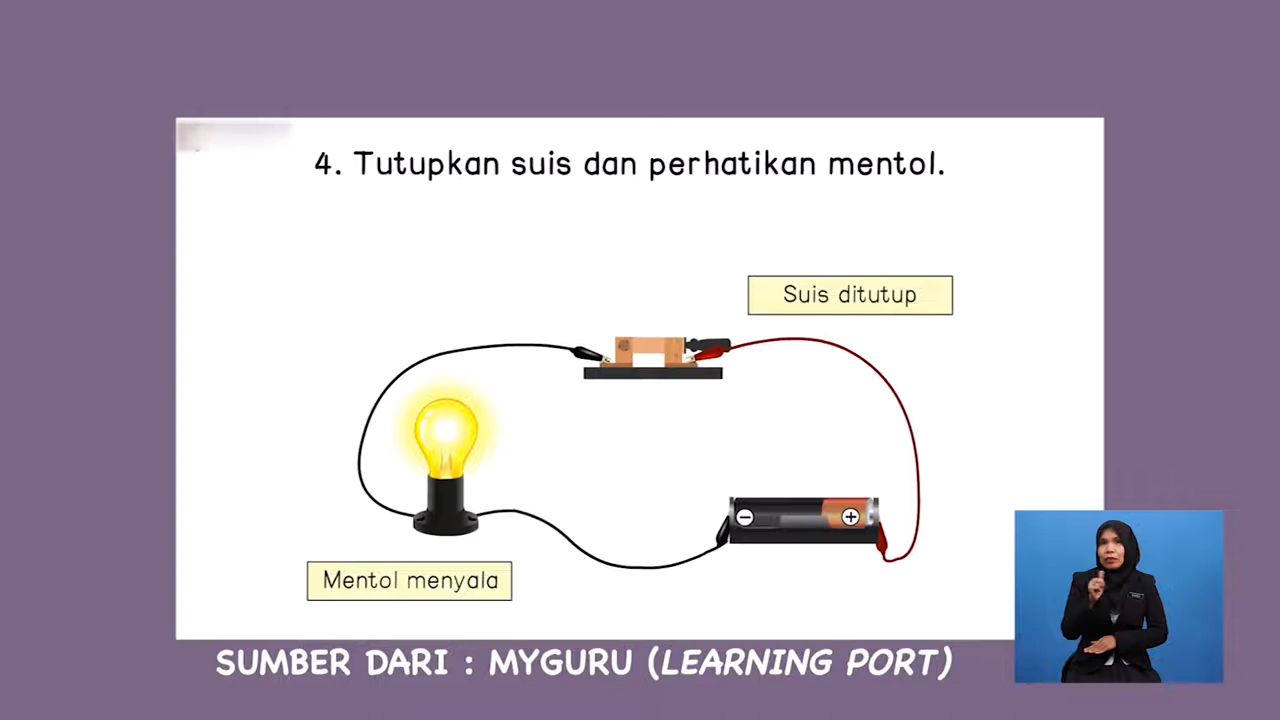 4. Tutupkan suis dan perhatikan mentol.
Suis ditutup
− +
Mentol menyala
SUMBER DARI : MYGURU (LEARNING PORT)